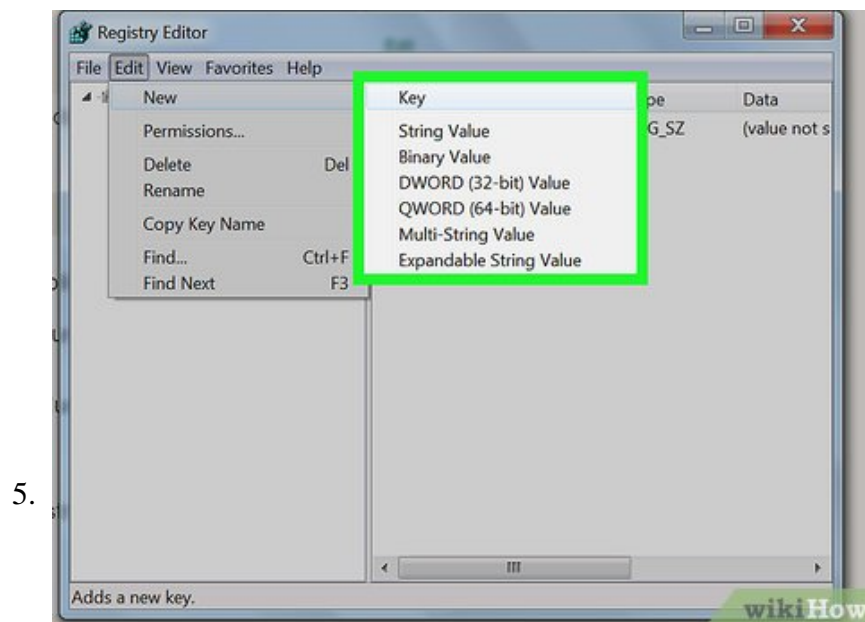 Registry Editor
File Edit View Favorites Help
New
Permissions...
Delete Del
Rename
Copy Key Name
Find... Ctrl+F
Find Next F3
Key
String Value
Binary Value
DWORD (32-bit) Value
QWORD (64-bit) Value
Multi-String Value
Expandable String Value
pe Data
G_SZ (value not s
5.
Adds a new key.
wikiHow